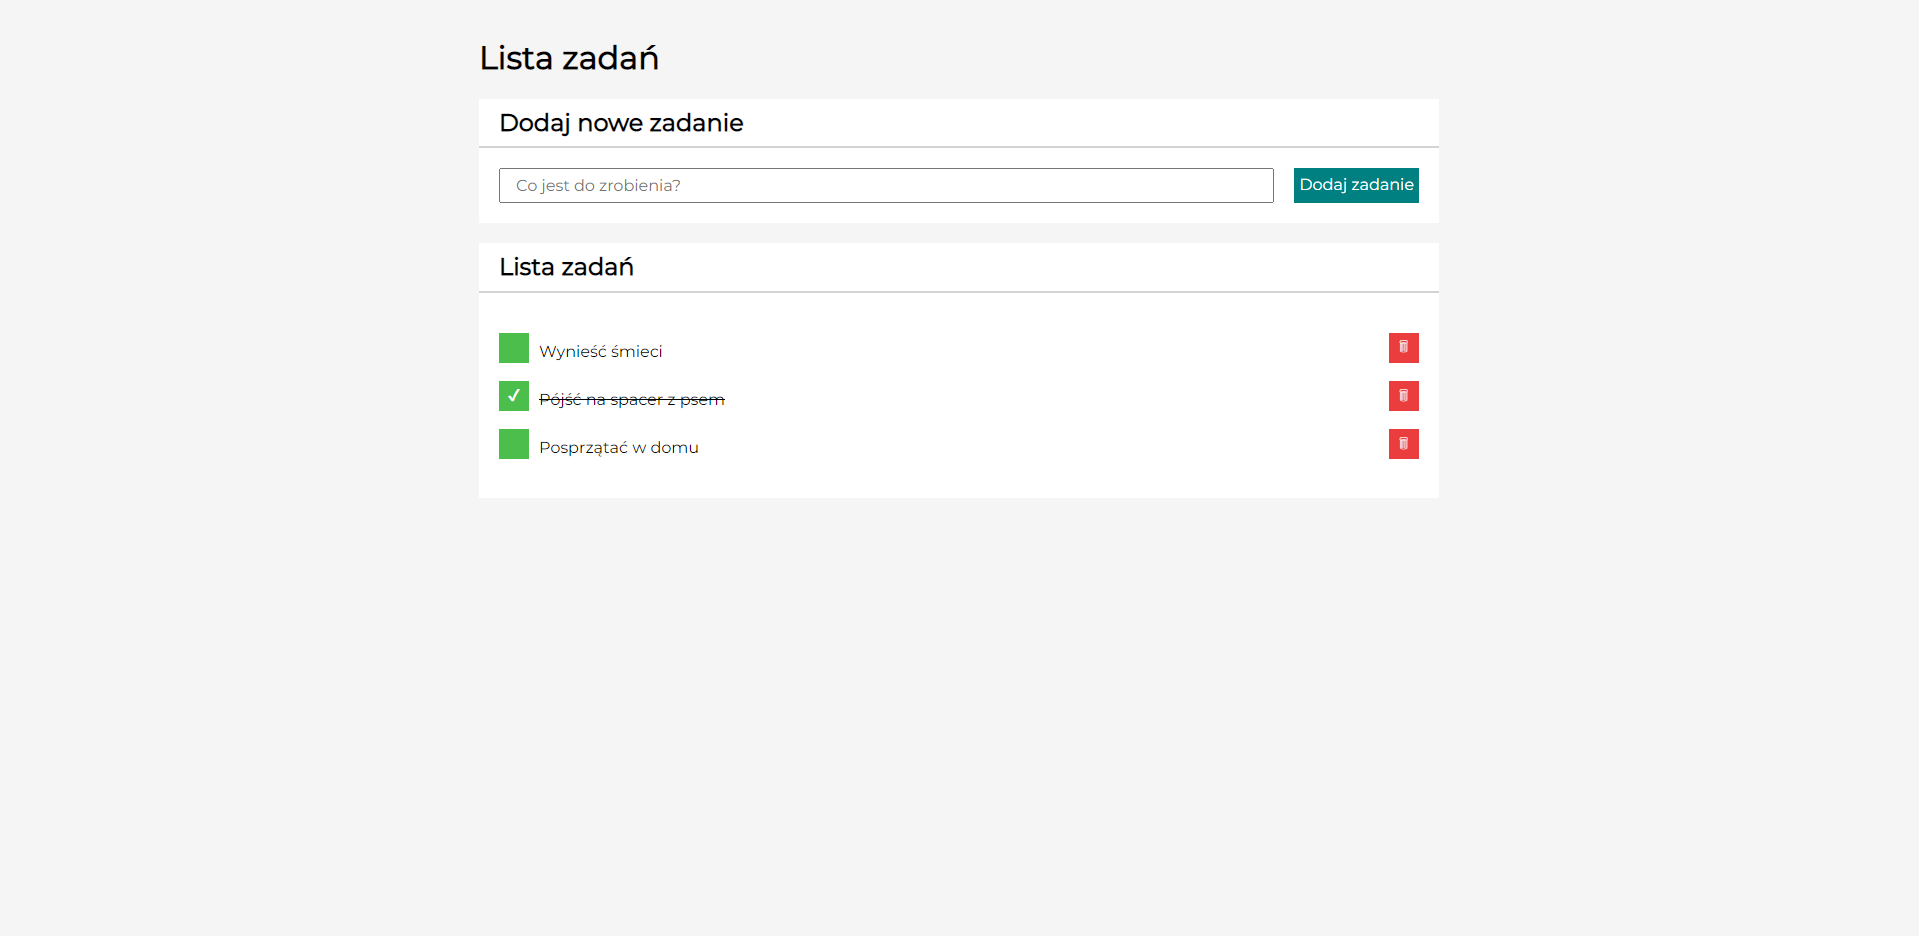 Lista zadań
Dodaj nowe zadanie
Co jest do zrobienia?
Dodaj zadanie
Lista zadań
Wynieść śmieci
Pójść na spacer z psem
Posprzątać w domu